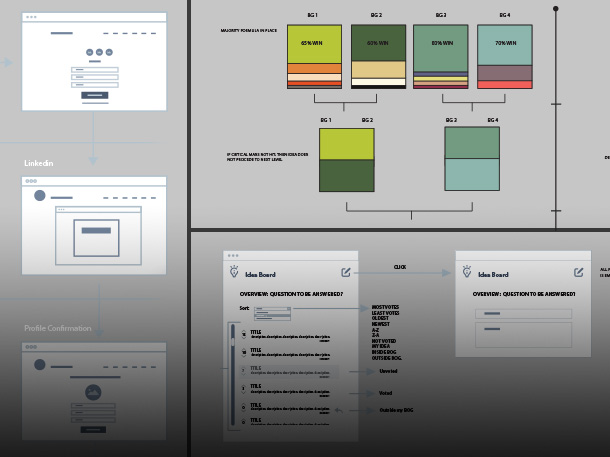 Linkedin
Profile Confirmation
BG 1
BG 2
BG 3
BG 4
MAJORITY FORMULA IN PLACE
65% WIN
60% WIN
80% WIN
70% WIN
BG 1
BG 2
BG 3
BG 4
IF CRITICAL MASS NOT HIT. THEN IDEA DOES
NOT PROCEDE TO NEXT LEVEL.
Idea Board
CLICK
Idea Board
OVERVIEW: QUESTION TO BE ANSWERED?
OVERVIEW: QUESTION TO BE ANSWERED?
Sort:
MOST VOTES
LEAST VOTES
OLDEST
NEWEST
A-Z
Z-A
NOT VOTED
MY IDEA
INSIDE BOG
OUTSIDE BOG.
TITLE
TITLE
TITLE
Unvoted
TITLE
Voted
TITLE
Outside my BOG
TITLE